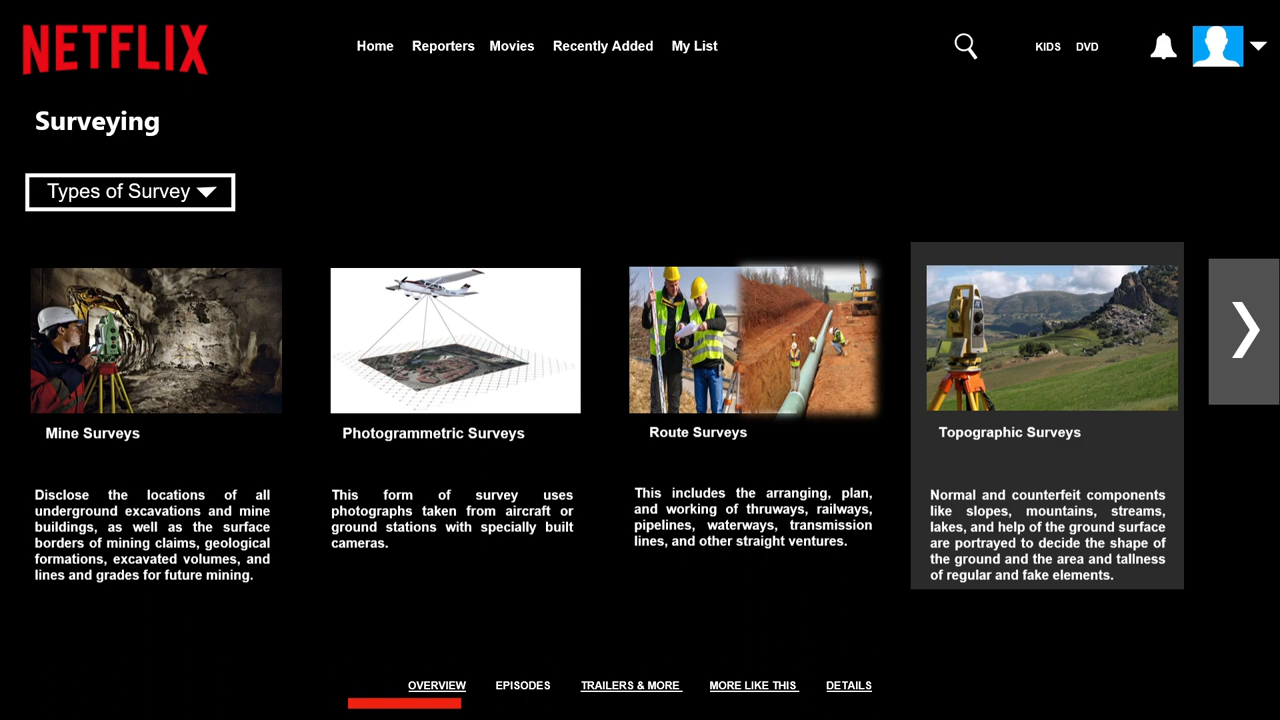 NETFLIX
Home Reporters Movies Recently Added My List
KIDS DVD
Surveying
Types of Survey
Mine Surveys
Disclose the locations of all
underground excavations and mine
buildings, as well as the surface
borders of mining claims, geological
formations, excavated volumes, and
lines and grades for future mining.
Photogrammetric Surveys
This form of survey uses
photographs taken from aircraft or
ground stations with specially built
cameras.
Route Surveys
This includes the arranging, plan,
and working of thruways, railways,
pipelines, waterways, transmission
lines, and other straight ventures.
Topographic Surveys
Normal and counterfeit components
like slopes, mountains, streams,
lakes, and help of the ground surface
are portrayed to decide the shape of
the ground and the area and tallness
of regular and fake elements.
OVERVIEW EPISODES TRAILERS & MORE MORE LIKE THIS DETAILS